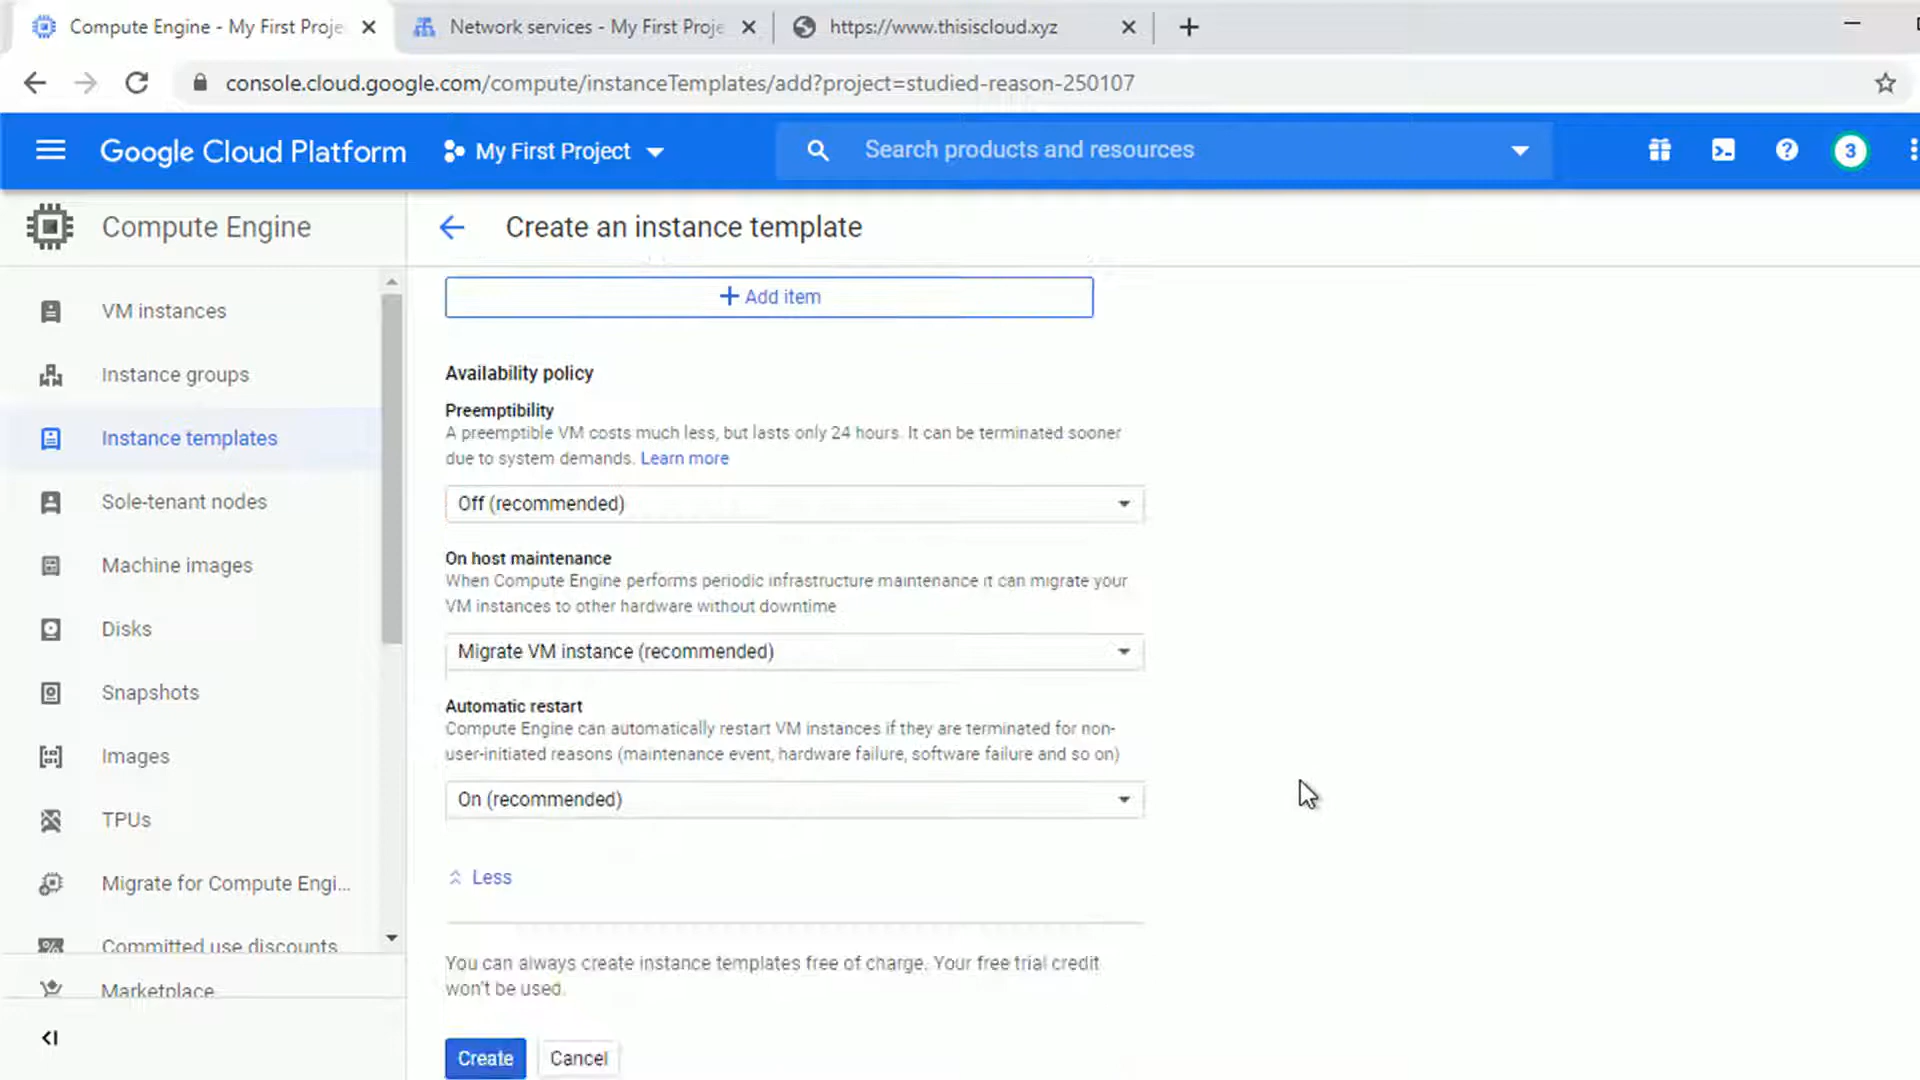 Compute Engine - My First Proje
Network services - My First Proje
https://www.thisiscloud.xyz
console.cloud.google.com/compute/instanceTemplates/add?project=studied-reason-250107
Google Cloud Platform
My First Project
Search products and resources
3
Compute Engine
Create an instance template
VM instances
Instance groups
Instance templates
Sole-tenant nodes
Machine images
Disks
Snapshots
Images
TPUs
Migrate for Compute Engi...
Committed use discounts
Marketplace
+ Add item
Availability policy
Preemptibility
A preemptible VM costs much less, but lasts only 24 hours. It can be terminated sooner
due to system demands. Learn more
Off (recommended)
On host maintenance
When Compute Engine performs periodic infrastructure maintenance it can migrate your
VM instances to other hardware without downtime
Migrate VM instance (recommended)
Automatic restart
Compute Engine can automatically restart VM instances if they are terminated for non-
user-initiated reasons (maintenance event, hardware failure, software failure and so on)
On (recommended)
Less
You can always create instance templates free of charge. Your free trial credit
won't be used.
Create
Cancel